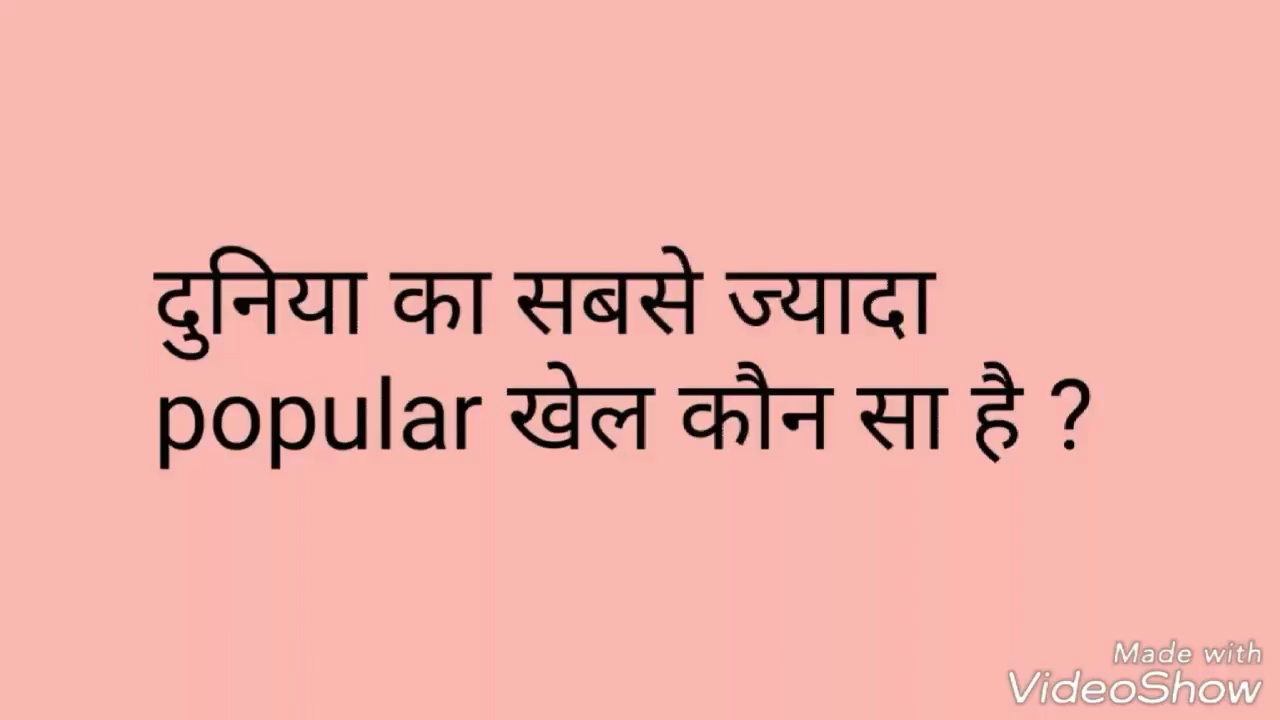 दुनिया का सबसे ज्यादा
popular खेल कौन सा है ?
Made with
VideoShow